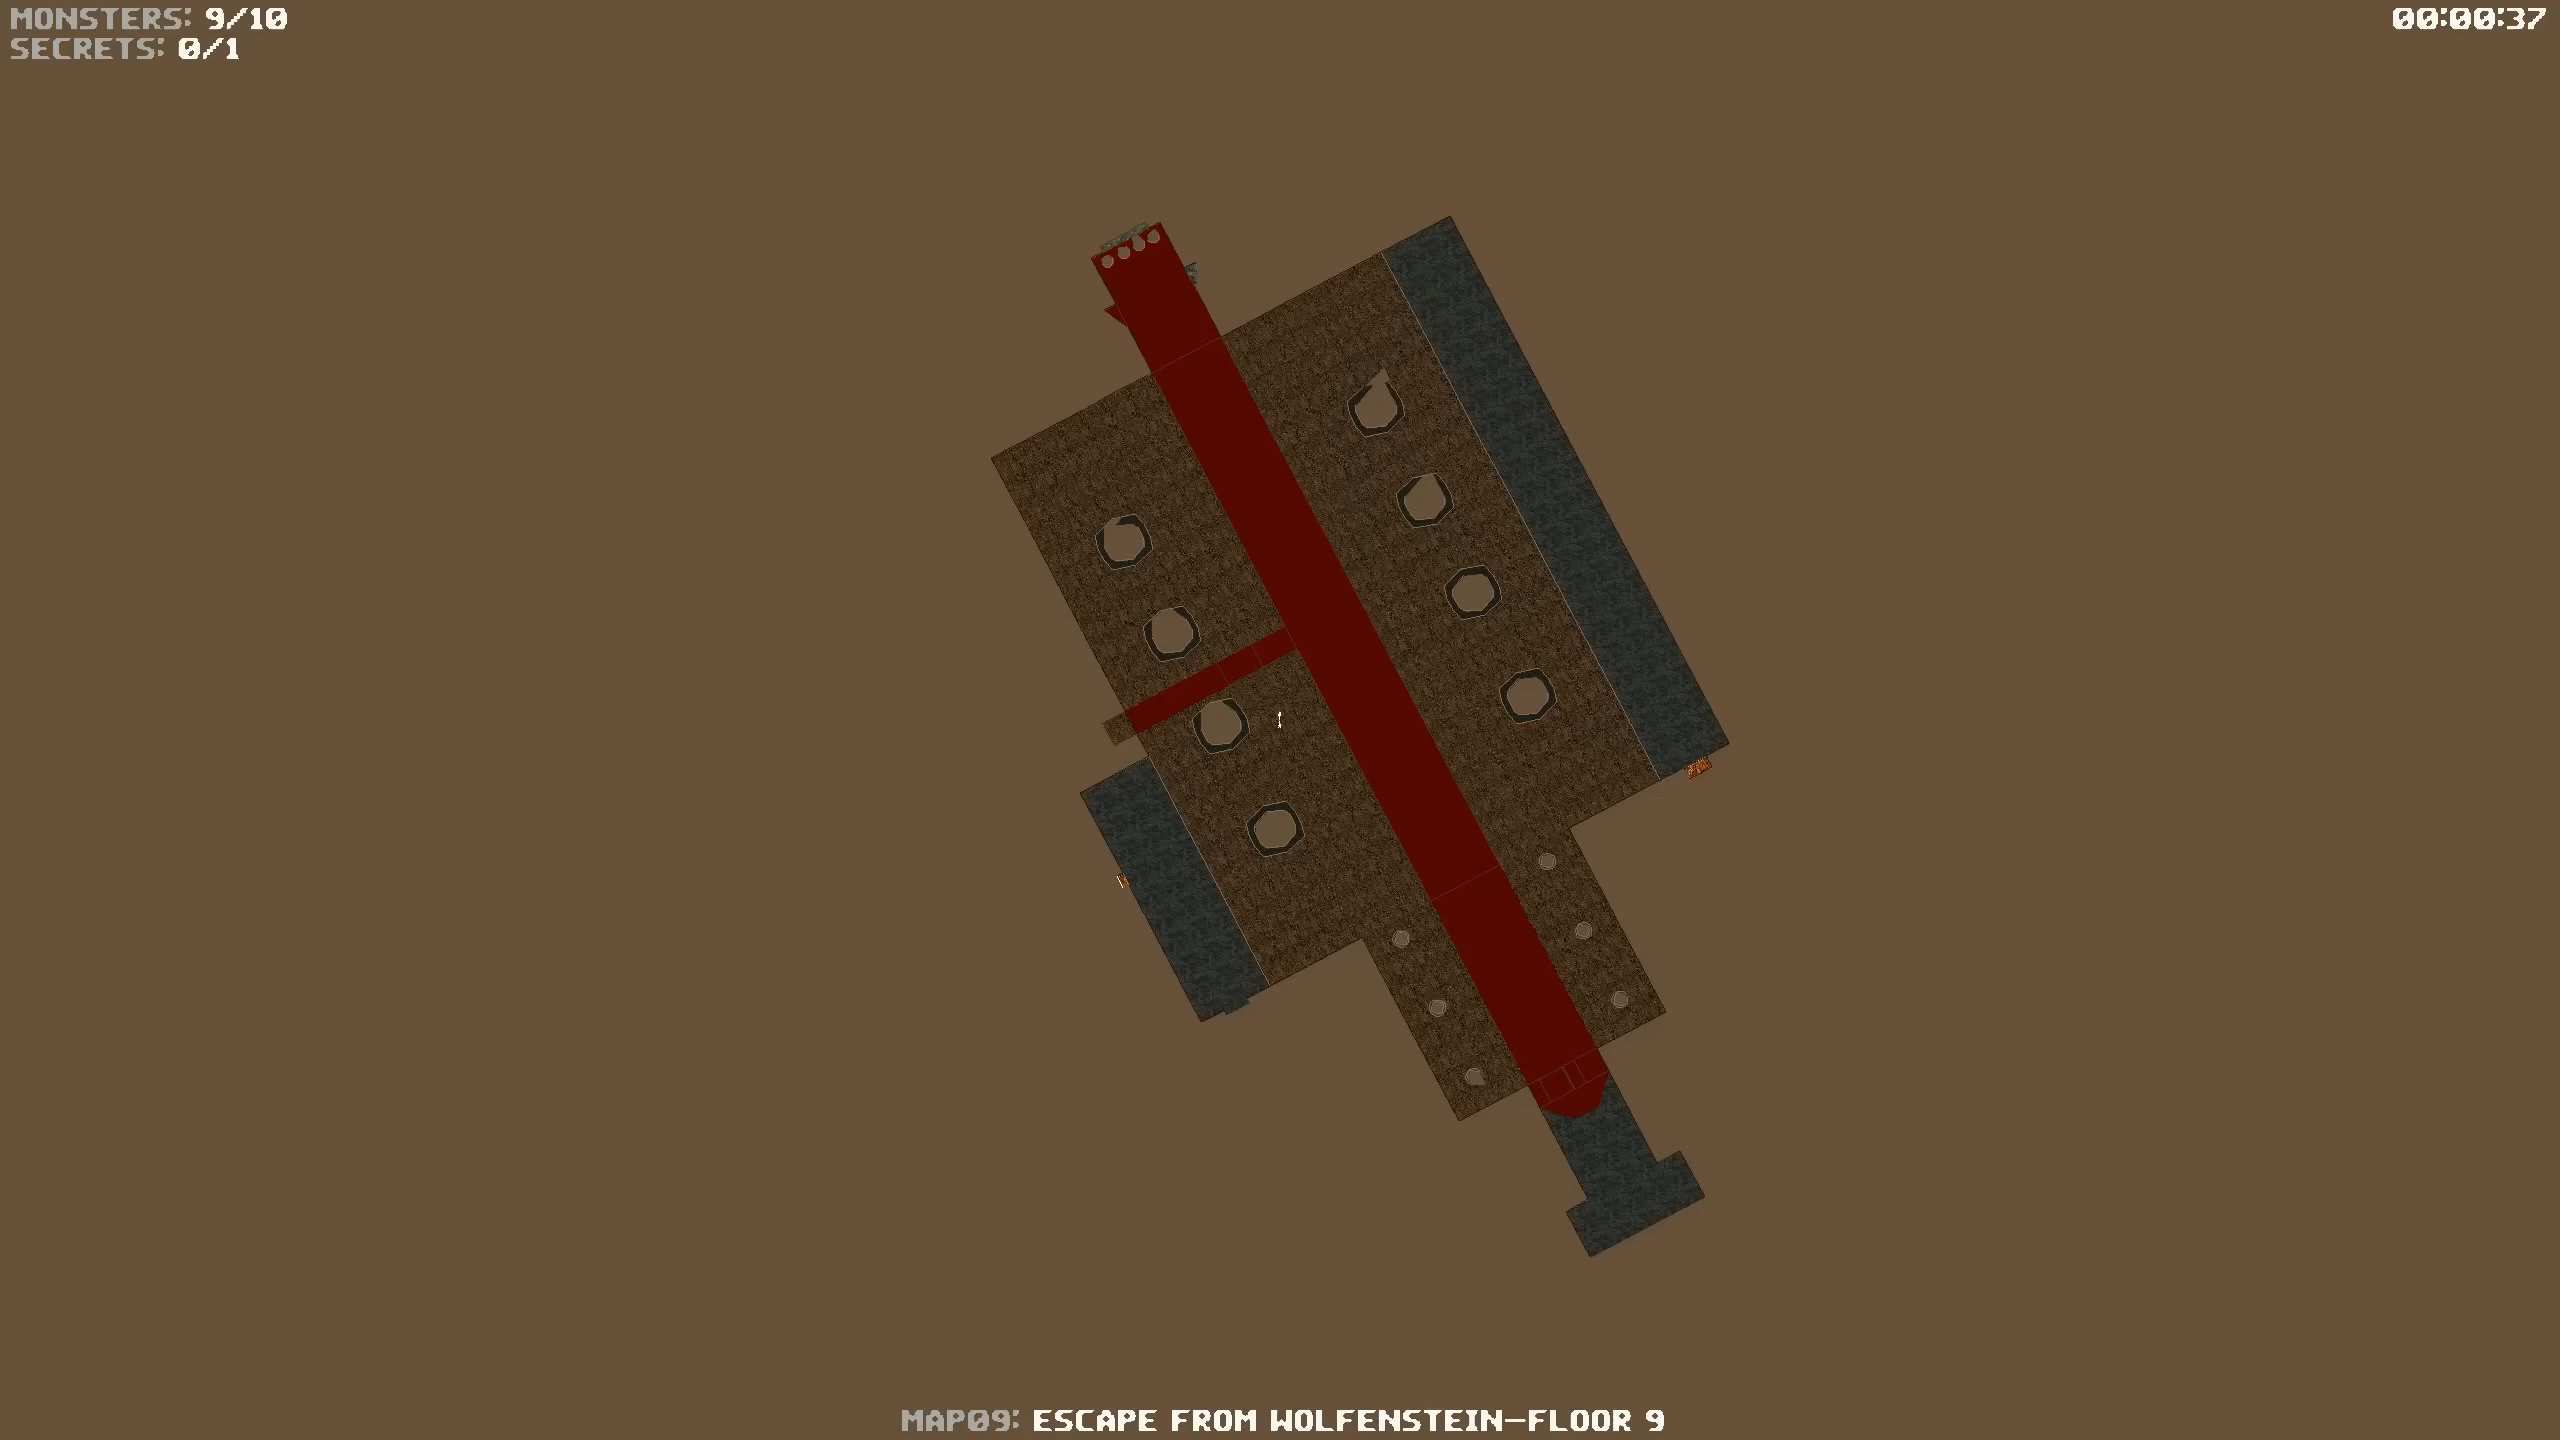 MONSTERS: 9/10
SECRETS: 0/1
00:00:37
MAP09: ESCAPE FROM WOLFENSTEIN-FLOOR 9